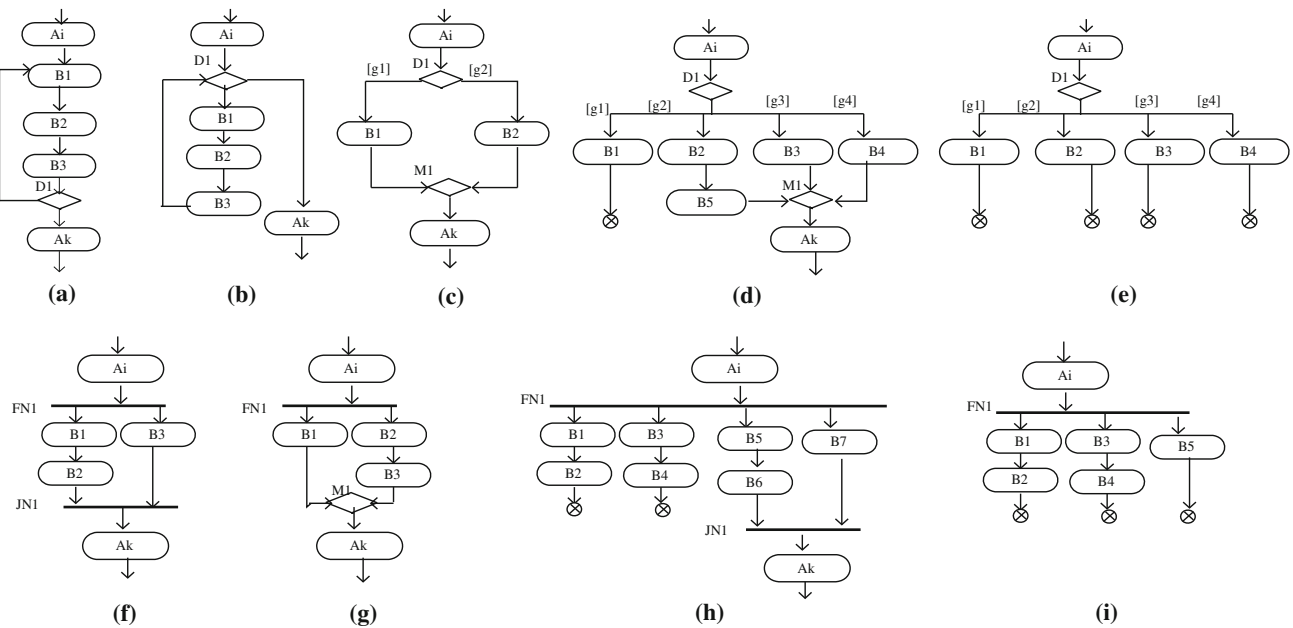 Ai
B1
B2
B3
D1
Ak
(a)
Ai
D1
B1
B2
B3
Ak
(b)
Ai
D1
[g1]
[g2]
B1
B2
M1
Ak
(c)
Ai
D1
[g1]
[g2]
[g3]
[g4]
B1
B2
B3
B4
B5
M1
Ak
(d)
Ai
D1
[g1]
[g2]
[g3]
[g4]
B1
B2
B3
B4
(e)
Ai
FN1
B1
B3
B2
JN1
Ak
(f)
Ai
FN1
B1
B2
B3
M1
Ak
(g)
Ai
FN1
B1
B3
B5
B7
B2
B4
B6
JN1
Ak
(h)
Ai
FN1
B1
B3
B5
B2
B4
(i)